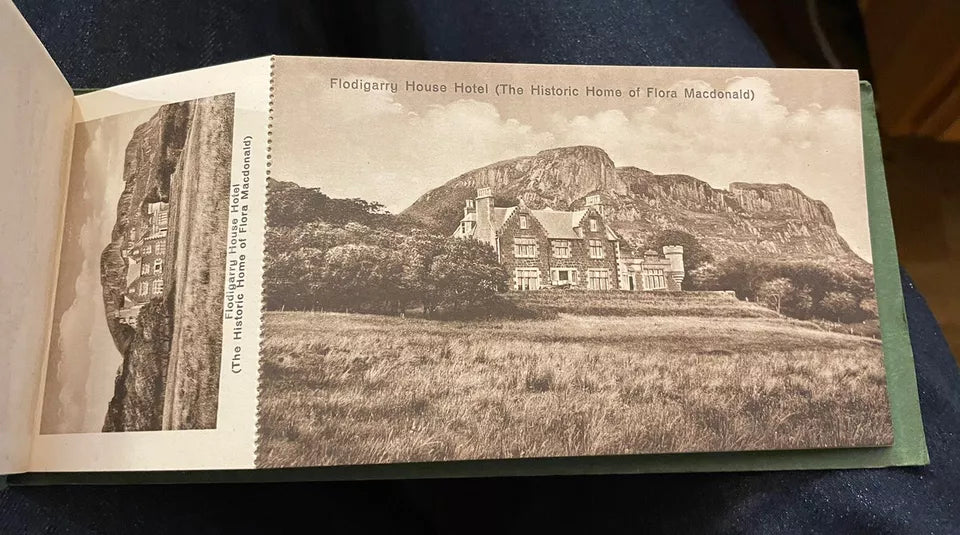 Flodigarry House Hotel (The Historic Home of Flora Macdonald)
Flodigarry House Hotel
(The Historic Home of Flora Macdonald)